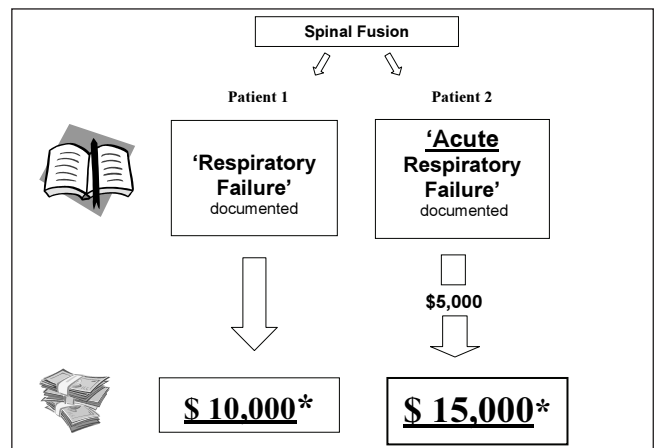 Spinal Fusion
Patient 1
Patient 2
‘Respiratory
Failure’
documented
‘Acute
Respiratory
Failure’
documented
$5,000
$ 10,000*
$ 15,000*